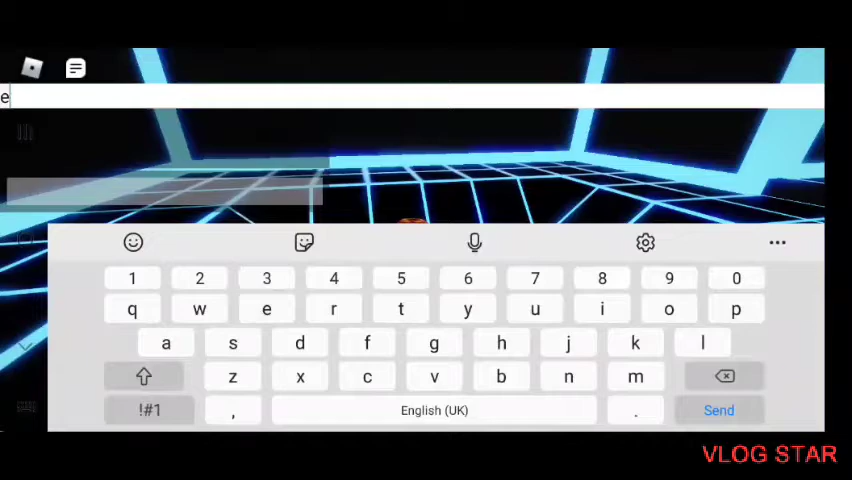 e
1 2 3 4 5 6 7 8 9 0
q w e r t y u i o p
a s d f g h j k l
z x c v b n m
!#1 , English (UK) . Send
VLOG STAR